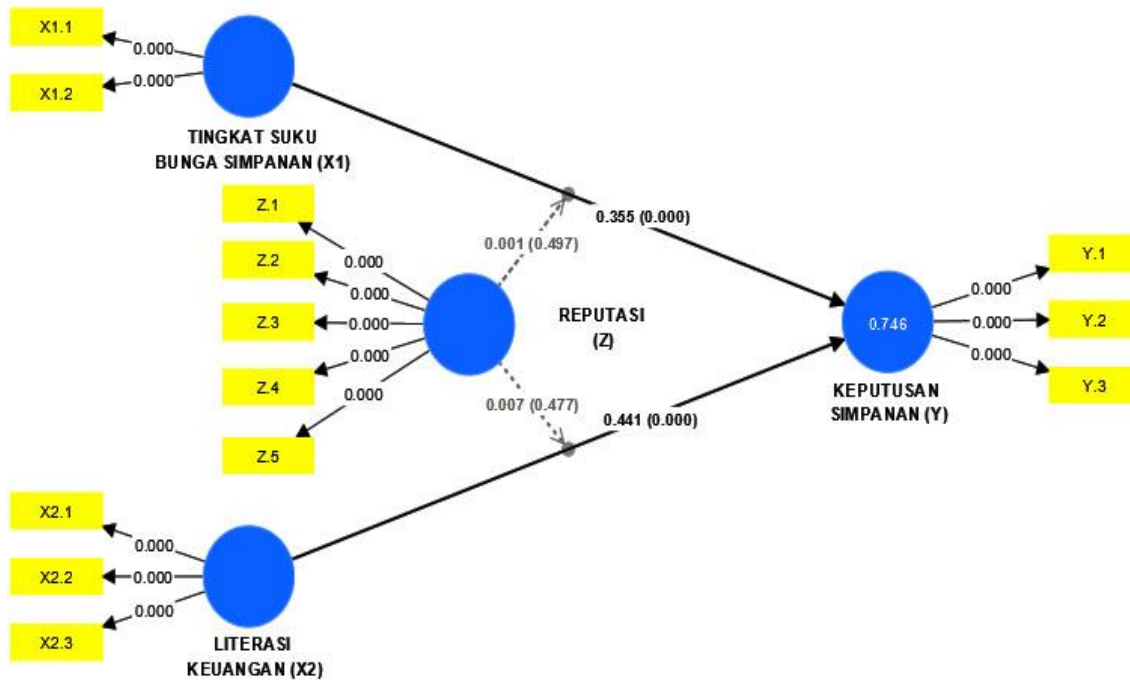 X1.1
0.000
0.000
X1.2
TINGKAT SUKU
BUNGA SIMPANAN (X1)
Z.1
0.000
Z.2
0.000
Z.3
0.000
Z.4
0.000
Z.5
0.000
REPUTASI
(Z)
0.001 (0.497)
0.355 (0.000)
0.007 (0.477)
0.441 (0.000)
0.746
KEPUTUSAN
SIMPANAN (Y)
Y.1
0.000
Y.2
0.000
Y.3
0.000
X2.1
0.000
X2.2
0.000
X2.3
0.000
LITERASI
KEUANGAN (X2)